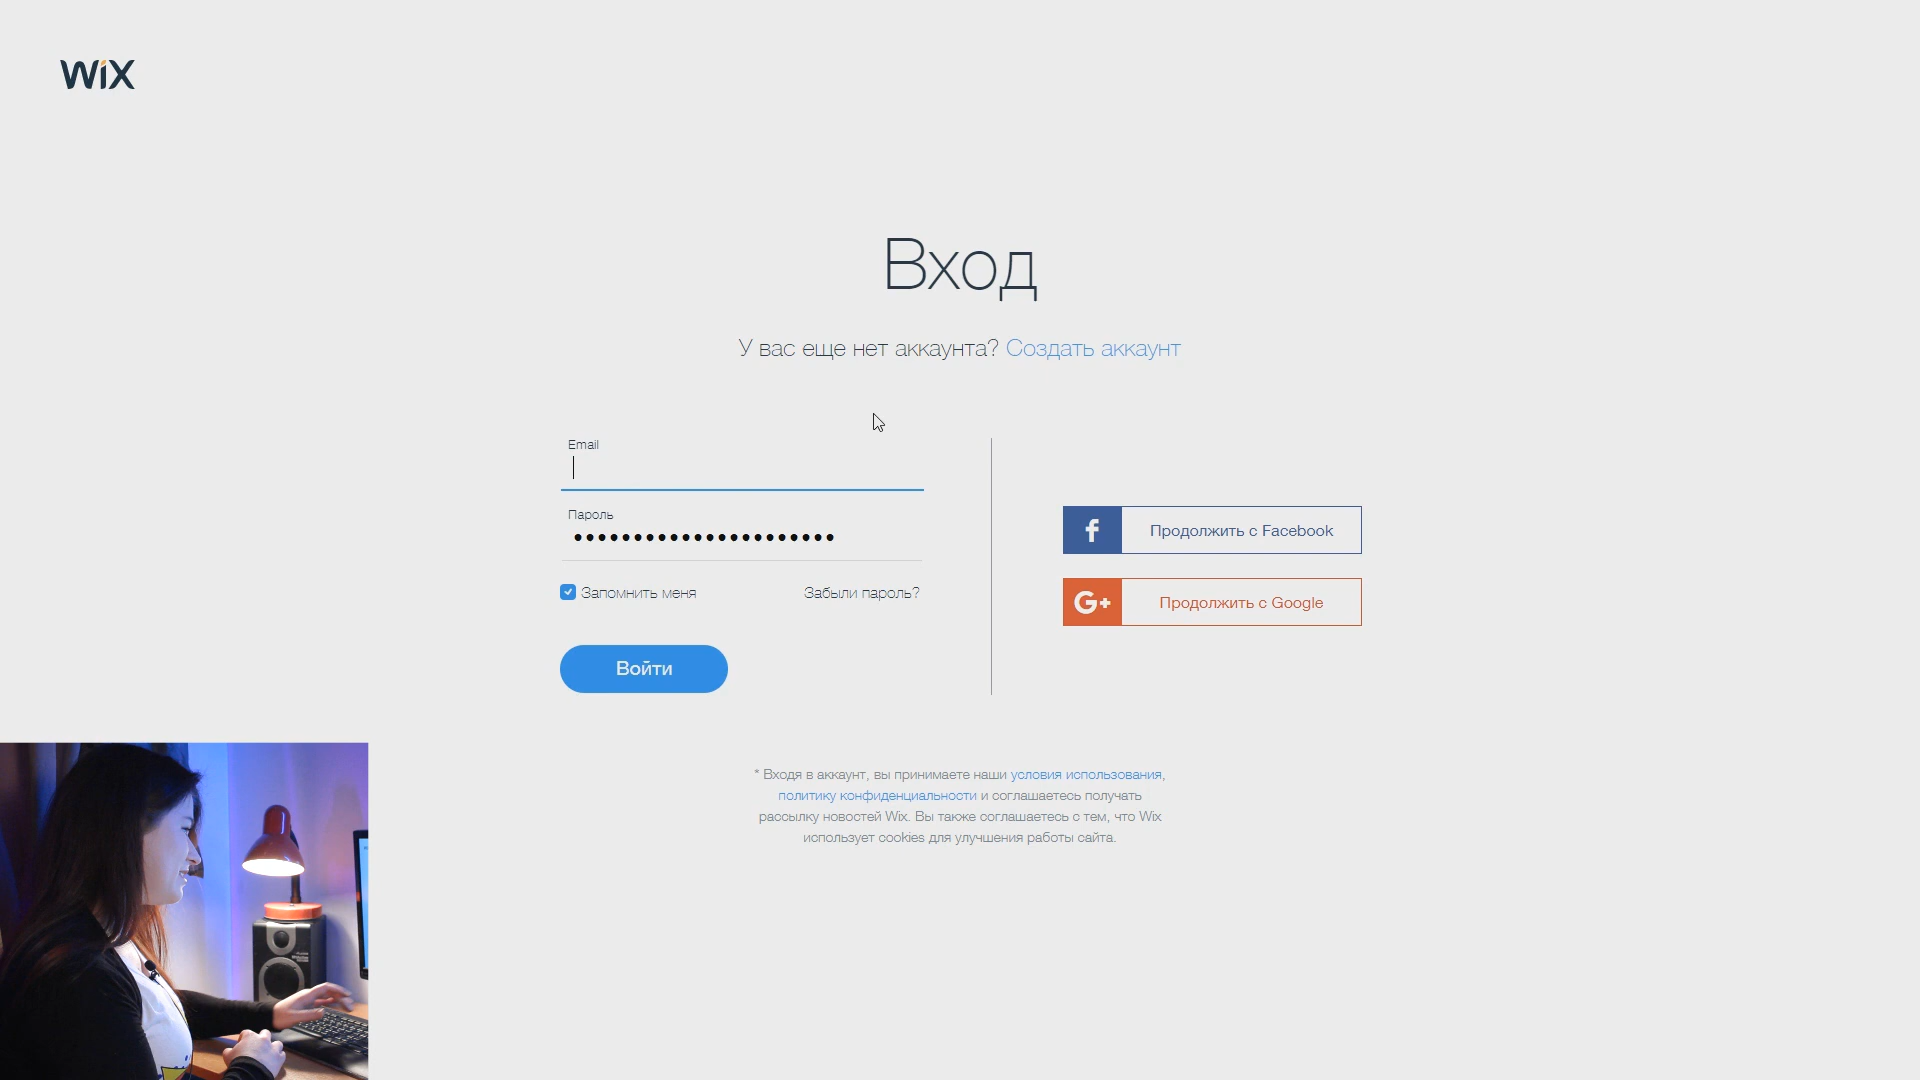 WiX
Вход
У вас еще нет аккаунта? Создать аккаунт
Email
Пароль
Запомнить меня
Забыли пароль?
Войти
Продолжить с Facebook
G+ Продолжить с Google
* Входя в аккаунт, вы принимаете наши условия использования,
политику конфиденциальности и соглашаетесь получать
рассылку новостей Wix. Вы также соглашаетесь с тем, что Wix
использует cookies для улучшения работы сайта.